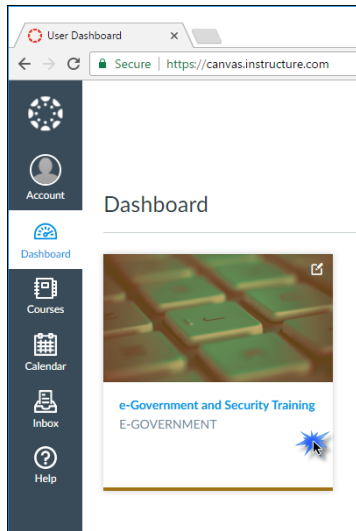 User Dashboard
Secure | https://canvas.instructure.com
Account
Dashboard
Dashboard
Courses
Calendar
Inbox
Help
e-Government and Security Training
E-GOVERNMENT